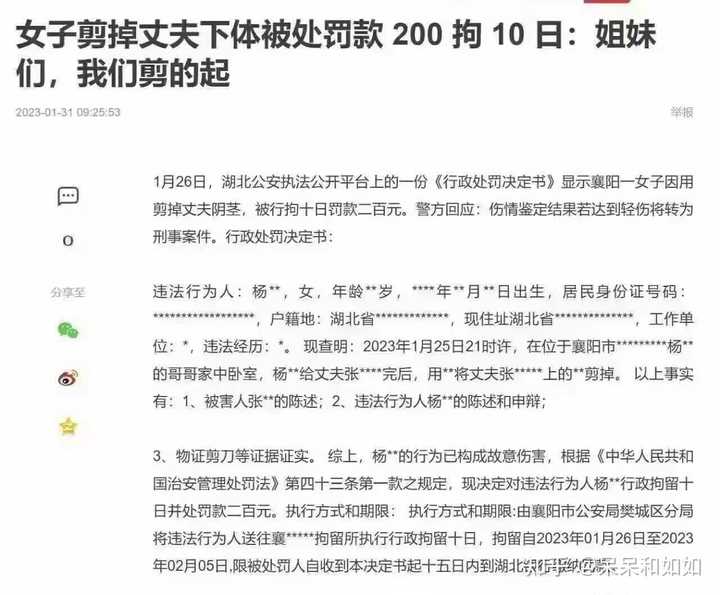 女子剪掉丈夫下体被处罚款 200 拘 10 日：姐妹
们，我们剪的起
2023-01-31 09:25:53
举报
1月26日，湖北公安执法公开平台上的一份《行政处罚决定书》显示襄阳一女子因用
剪掉丈夫阴茎，被行拘十日罚款二百元。警方回应：伤情鉴定结果若达到轻伤将转为
刑事案件。行政处罚决定书：
0
分享至
违法行为人：杨**，女，年龄**岁，****年**月**日出生，居民身份证号码：
******************，户籍地：湖北省*************，现住址湖北省**************，工作单
位：*，违法经历：*。 现查明：2023年1月25日21时许，在位于襄阳市*********杨**
的哥哥家中卧室，杨**给丈夫张****完后，用**将丈夫张*****上的**剪掉。 以上事实
有：1、被害人张**的陈述；2、违法行为人杨**的陈述和申辩；
3、物证剪刀等证据证实。 综上，杨**的行为已构成故意伤害，根据《中华人民共和
国治安管理处罚法》第四十三条第一款之规定，现决定对违法行为人杨**行政拘留十
日并处罚款二百元。执行方式和期限： 执行方式和期限:由襄阳市公安局樊城区分局
将违法行为人送往襄*****拘留所执行行政拘留十日，拘留自2023年01月26日至2023
年02月05日,限被处罚人自收到本决定书起十五日内到湖北
知乎 @呆呆和如如